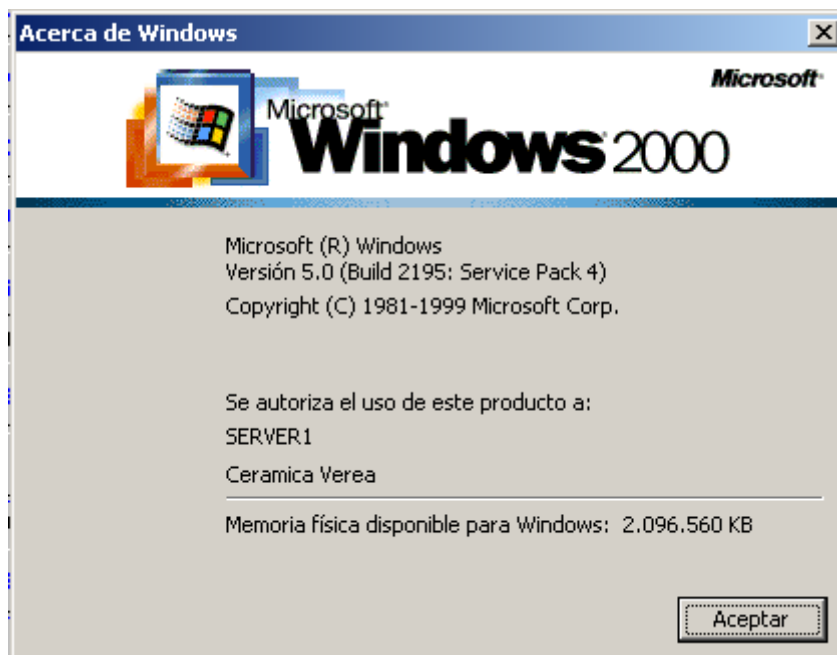 Acerca de Windows
Microsoft
Microsoft
Windows 2000
Microsoft (R) Windows
Versión 5.0 (Build 2195: Service Pack 4)
Copyright (C) 1981-1999 Microsoft Corp.
Se autoriza el uso de este producto a:
SERVER1
Ceramica Verea
Memoria física disponible para Windows: 2.096.560 KB
Aceptar